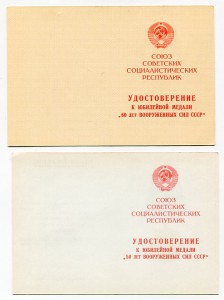 СОЮЗ
СОВЕТСКИХ
СОЦИАЛИСТИЧЕСКИХ
РЕСПУБЛИК
УДОСТОВЕРЕНИЕ
К ЮБИЛЕЙНОЙ МЕДАЛИ
„60 ЛЕТ ВООРУЖЕННЫХ СИЛ СССР“
СОЮЗ
СОВЕТСКИХ
СОЦИАЛИСТИЧЕСКИХ
РЕСПУБЛИК
УДОСТОВЕРЕНИЕ
К ЮБИЛЕЙНОЙ МЕДАЛИ
„50 ЛЕТ ВООРУЖЕННЫХ СИЛ СССР“